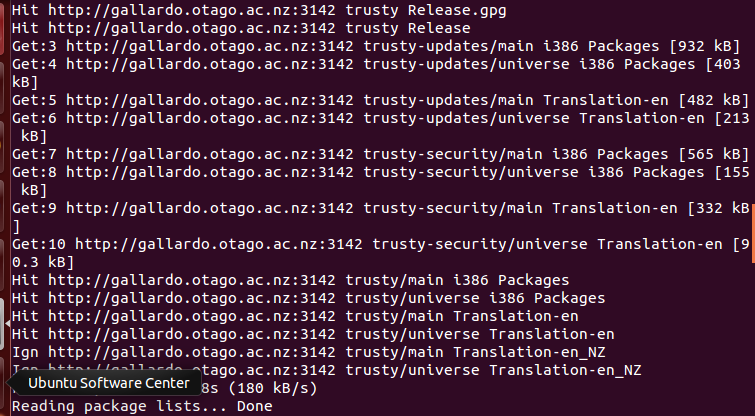 Hit http://gallardo.otago.ac.nz:3142 trusty Release.gpg
Hit http://gallardo.otago.ac.nz:3142 trusty Release
Get:3 http://gallardo.otago.ac.nz:3142 trusty-updates/main i386 Packages [932 kB]
Get:4 http://gallardo.otago.ac.nz:3142 trusty-updates/universe i386 Packages [403
kB]
Get:5 http://gallardo.otago.ac.nz:3142 trusty-updates/main Translation-en [482 kB]
Get:6 http://gallardo.otago.ac.nz:3142 trusty-updates/universe Translation-en [213
kB]
Get:7 http://gallardo.otago.ac.nz:3142 trusty-security/main i386 Packages [565 kB]
Get:8 http://gallardo.otago.ac.nz:3142 trusty-security/universe i386 Packages [155
kB]
Get:9 http://gallardo.otago.ac.nz:3142 trusty-security/main Translation-en [332 kB
]
Get:10 http://gallardo.otago.ac.nz:3142 trusty-security/universe Translation-en [9
0.3 kB]
Hit http://gallardo.otago.ac.nz:3142 trusty/main i386 Packages
Hit http://gallardo.otago.ac.nz:3142 trusty/universe i386 Packages
Hit http://gallardo.otago.ac.nz:3142 trusty/main Translation-en
Hit http://gallardo.otago.ac.nz:3142 trusty/universe Translation-en
Ign http://gallardo.otago.ac.nz:3142 trusty/main Translation-en_NZ
Ign http://gallardo.otago.ac.nz:3142 trusty/universe Translation-en_NZ
Ubuntu Software Center
8s (180 kB/s)
Reading package lists... Done